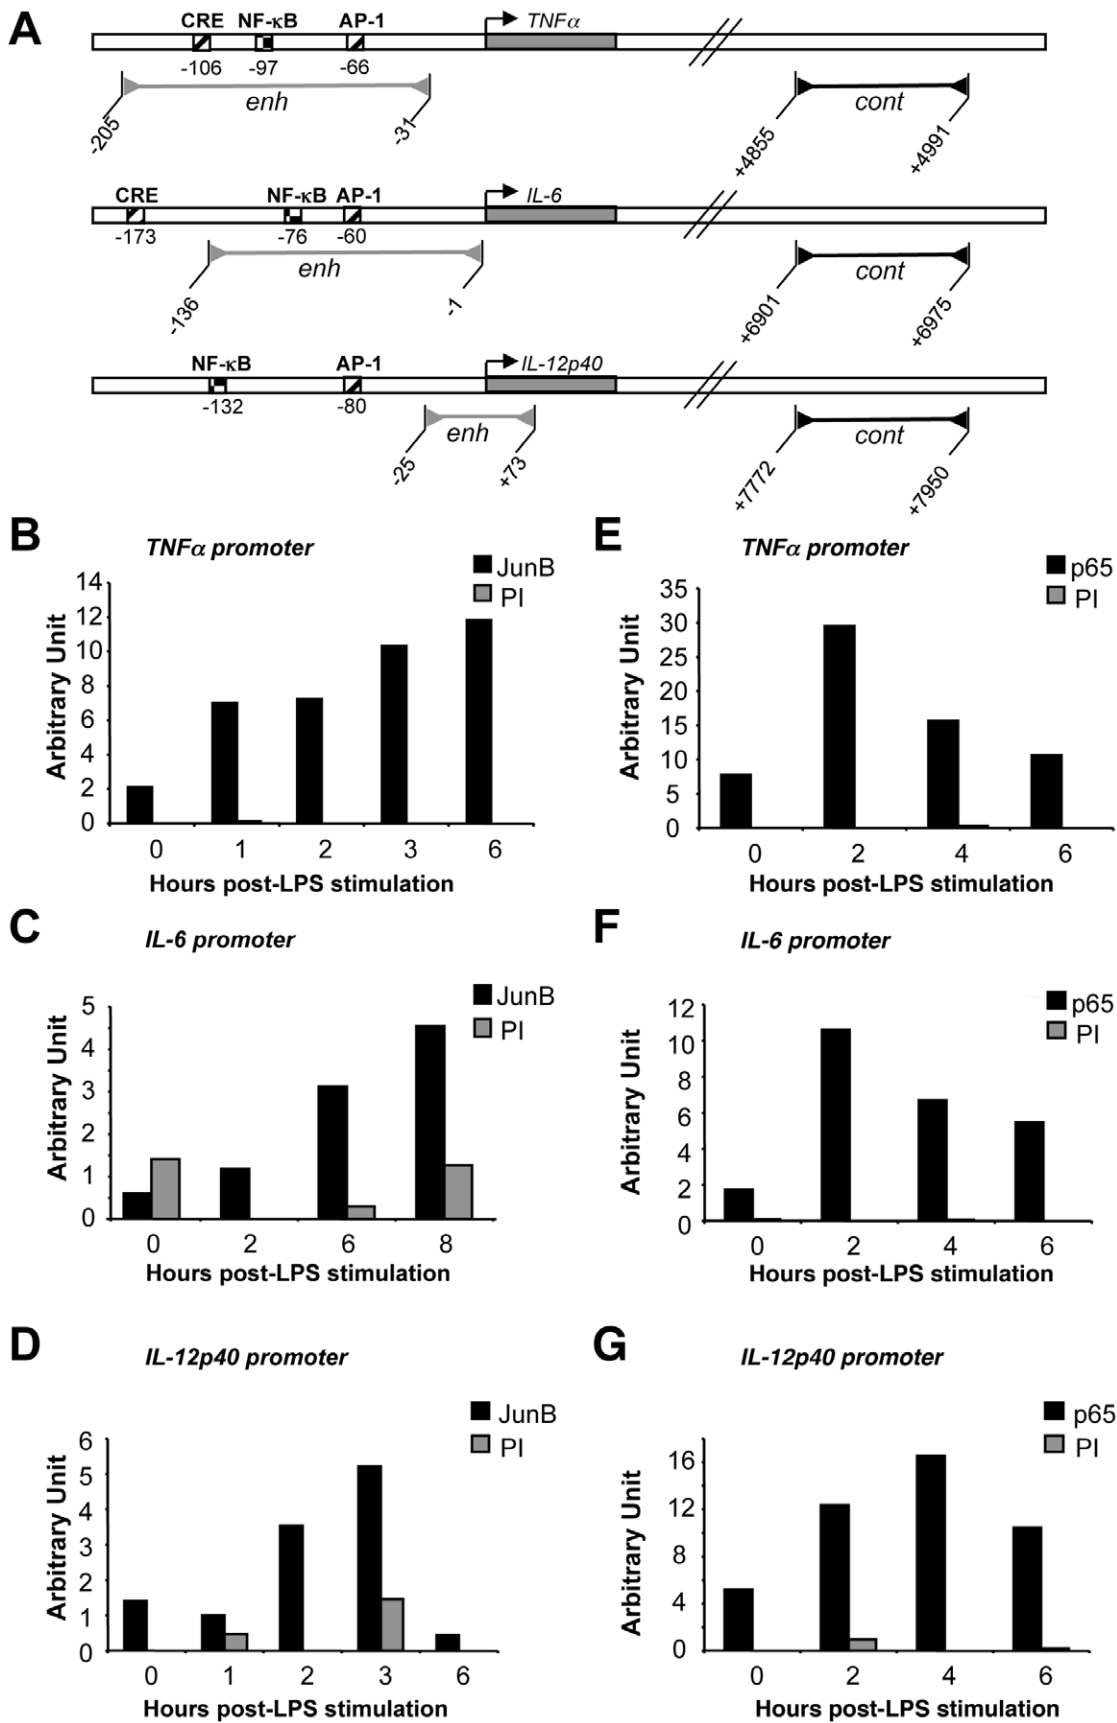 A
CRE NF-κB AP-1 TNFα
-106 -97 -66
enh cont
-205 -31 +4855 +4991
CRE NF-κB AP-1 IL-6
-173 -76 -60
enh cont
-136 -1 +6901 +6975
NF-κB AP-1 IL-12p40
-132 -80
enh cont
-25 +73 +7772 +7950
B
TNFα promoter
JunB
PI
Arbitrary Unit
14
12
10
8
6
4
2
0
0 1 2 3 6
Hours post-LPS stimulation
E
TNFα promoter
p65
PI
Arbitrary Unit
35
30
25
20
15
10
5
0
0 2 4 6
Hours post-LPS stimulation
C
IL-6 promoter
JunB
PI
Arbitrary Unit
5
4
3
2
1
0
0 2 6 8
Hours post-LPS stimulation
F
IL-6 promoter
p65
PI
Arbitrary Unit
12
10
8
6
4
2
0
0 2 4 6
Hours post-LPS stimulation
D
IL-12p40 promoter
JunB
PI
Arbitrary Unit
6
5
4
3
2
1
0
0 1 2 3 6
Hours post-LPS stimulation
G
IL-12p40 promoter
p65
PI
Arbitrary Unit
16
12
8
4
0
0 2 4 6
Hours post-LPS stimulation